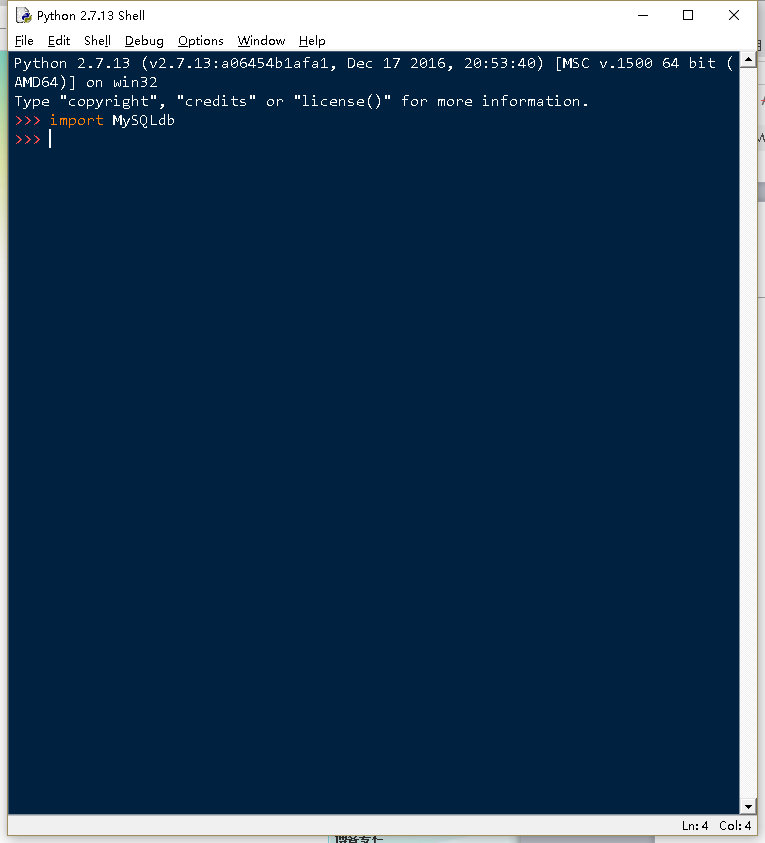 Python 2.7.13 Shell
File Edit Shell Debug Options Window Help
Python 2.7.13 (v2.7.13:a06454b1afa1, Dec 17 2016, 20:53:40) [MSC v.1500 64 bit (
AMD64)] on win32
Type "copyright", "credits" or "license()" for more information.
>>> import MySQLdb
>>>
Ln: 4 Col: 4